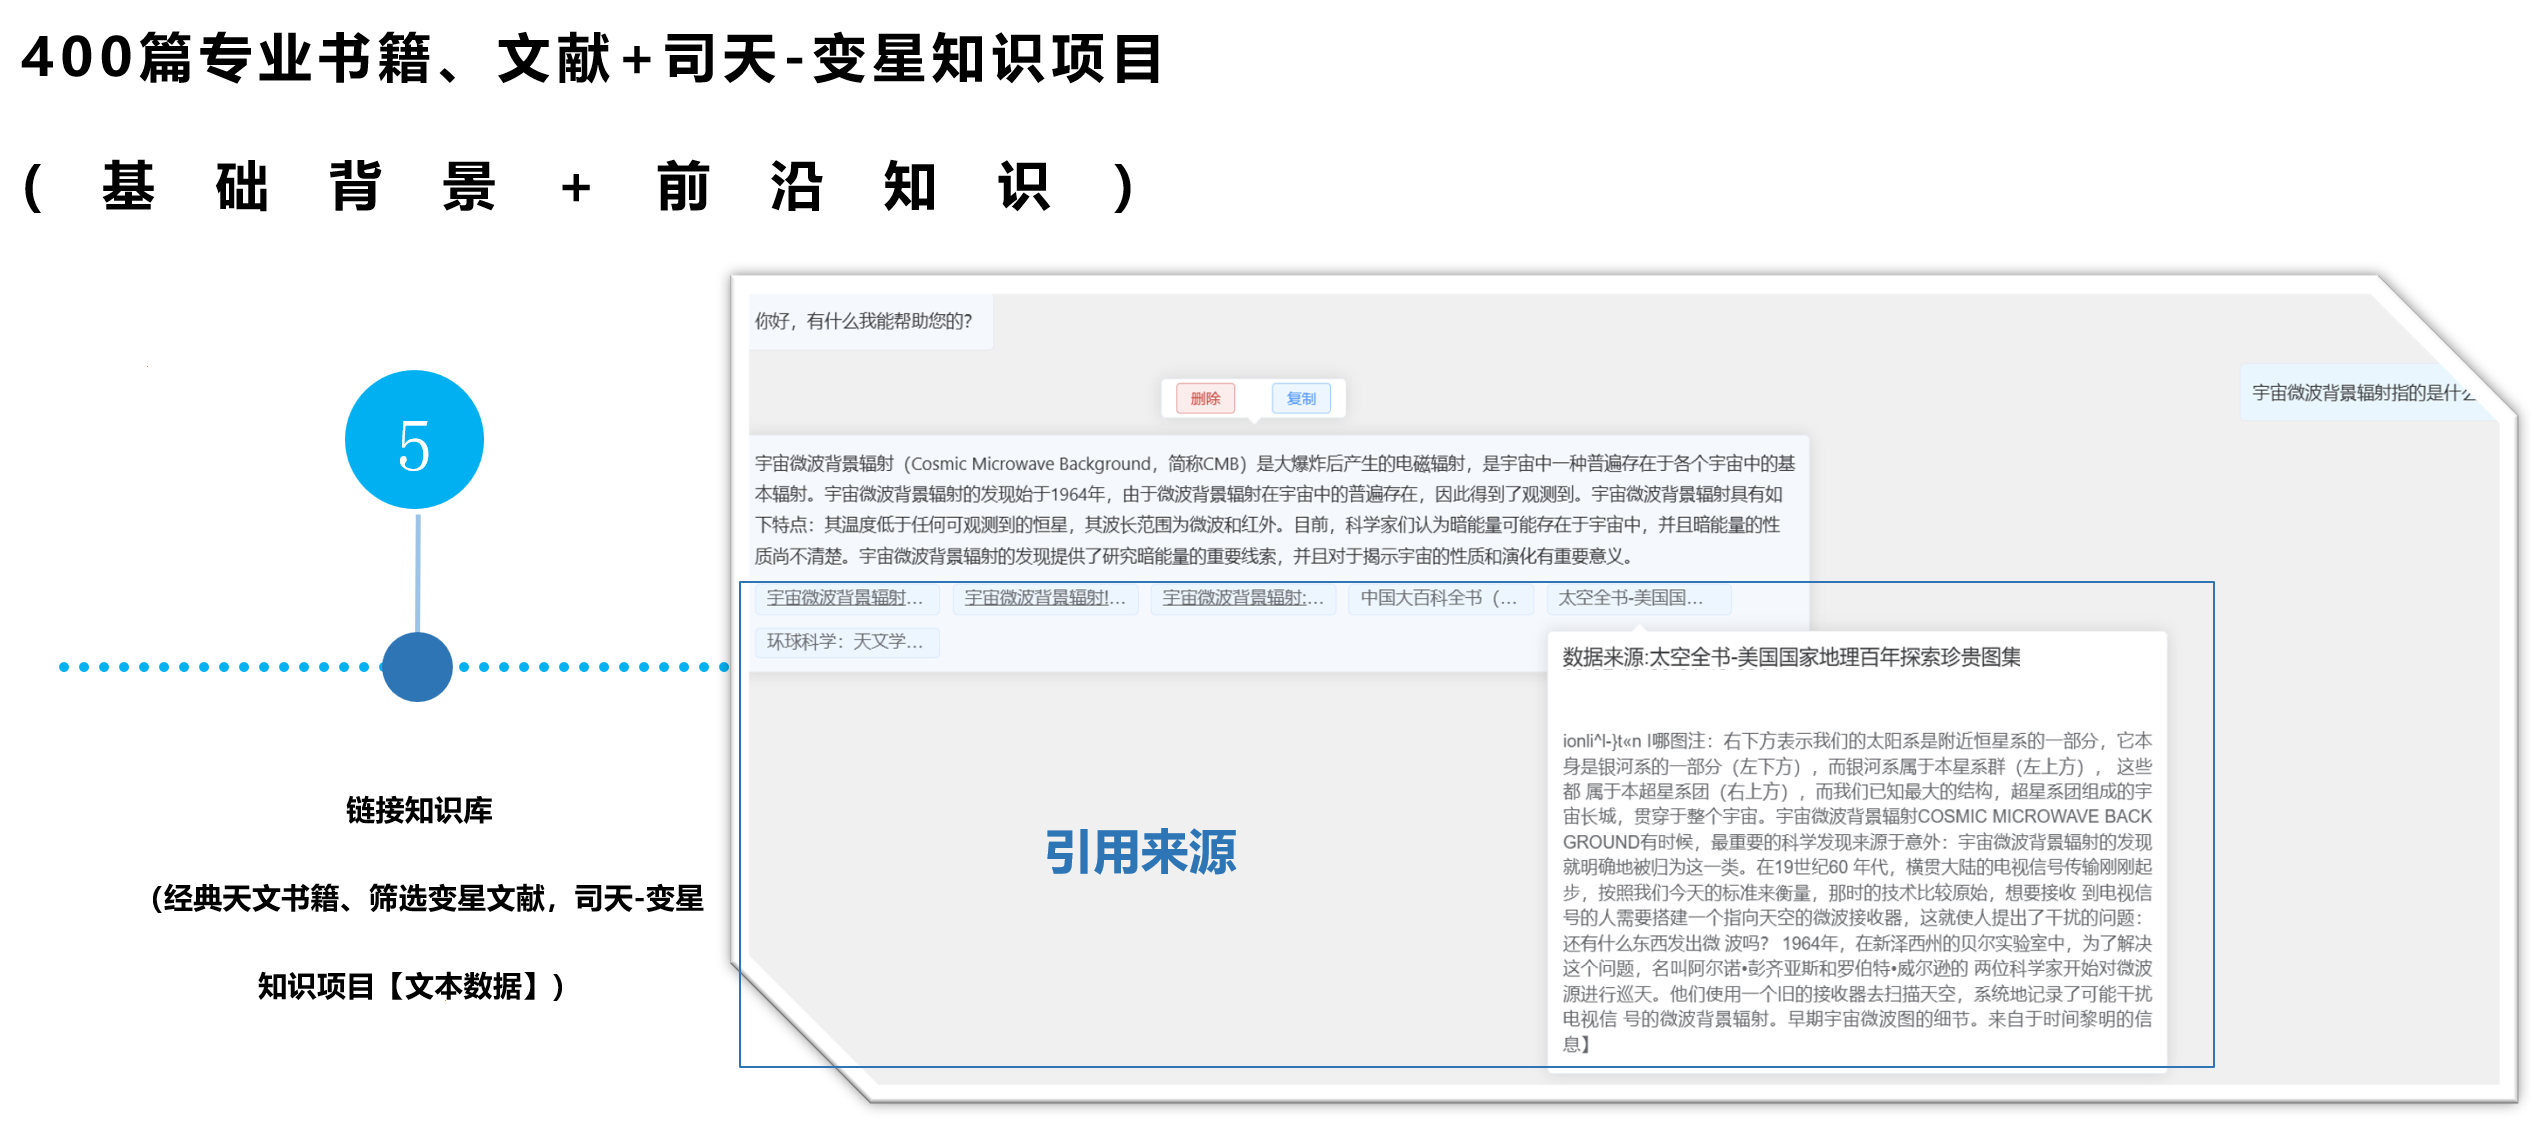 400篇专业书籍、文献+司天-变星知识项目
(基础背景+前沿知识)
5
链接知识库
(经典天文书籍、筛选变星文献，司天-变星
知识项目【文本数据】)
你好，有什么我能帮助您的？
宇宙微波背景辐射指的是什么
删除 复制
宇宙微波背景辐射（Cosmic Microwave Background，简称CMB）是大爆炸后产生的电磁辐射，是宇宙中一种普遍存在于各个宇宙中的基
本辐射。宇宙微波背景辐射的发现始于1964年，由于微波背景辐射在宇宙中的普遍存在，因此得到了观测到。宇宙微波背景辐射具有如
下特点：其温度低于任何可观测到的恒星，其波长范围为微波和红外。目前，科学家们认为暗能量可能存在于宇宙中，并且暗能量的性
质尚不清楚。宇宙微波背景辐射的发现提供了研究暗能量的重要线索，并且对于揭示宇宙的性质和演化有重要意义。
宇宙微波背景辐射... 宇宙微波背景辐射!... 宇宙微波背景辐射:... 中国大百科全书（... 太空全书-美国国...
环球科学：天文学...
引用来源
数据来源:太空全书-美国国家地理百年探索珍贵图集
ionli^l-}t«n I哪图注：右下方表示我们的太阳系是附近恒星系的一部分，它本
身是银河系的一部分（左下方），而银河系属于本星系群（左上方）， 这些
都 属于本超星系团（右上方），而我们已知最大的结构，超星系团组成的宇
宙长城，贯穿于整个宇宙。宇宙微波背景辐射COSMIC MICROWAVE BACK
GROUND有时候，最重要的科学发现来源于意外：宇宙微波背景辐射的发现
就明确地被归为这一类。在19世纪60 年代，横贯大陆的电视信号传输刚刚起
步，按照我们今天的标准来衡量，那时的技术比较原始，想要接收 到电视信
号的人需要搭建一个指向天空的微波接收器，这就使人提出了干扰的问题：
还有什么东西发出微 波吗？ 1964年，在新泽西州的贝尔实验室中，为了解决
这个问题，名叫阿尔诺•彭齐亚斯和罗伯特•威尔逊的 两位科学家开始对微波
源进行巡天。他们使用一个旧的接收器去扫描天空，系统地记录了可能干扰
电视信 号的微波背景辐射。早期宇宙微波图的细节。来自于时间黎明的信
息】